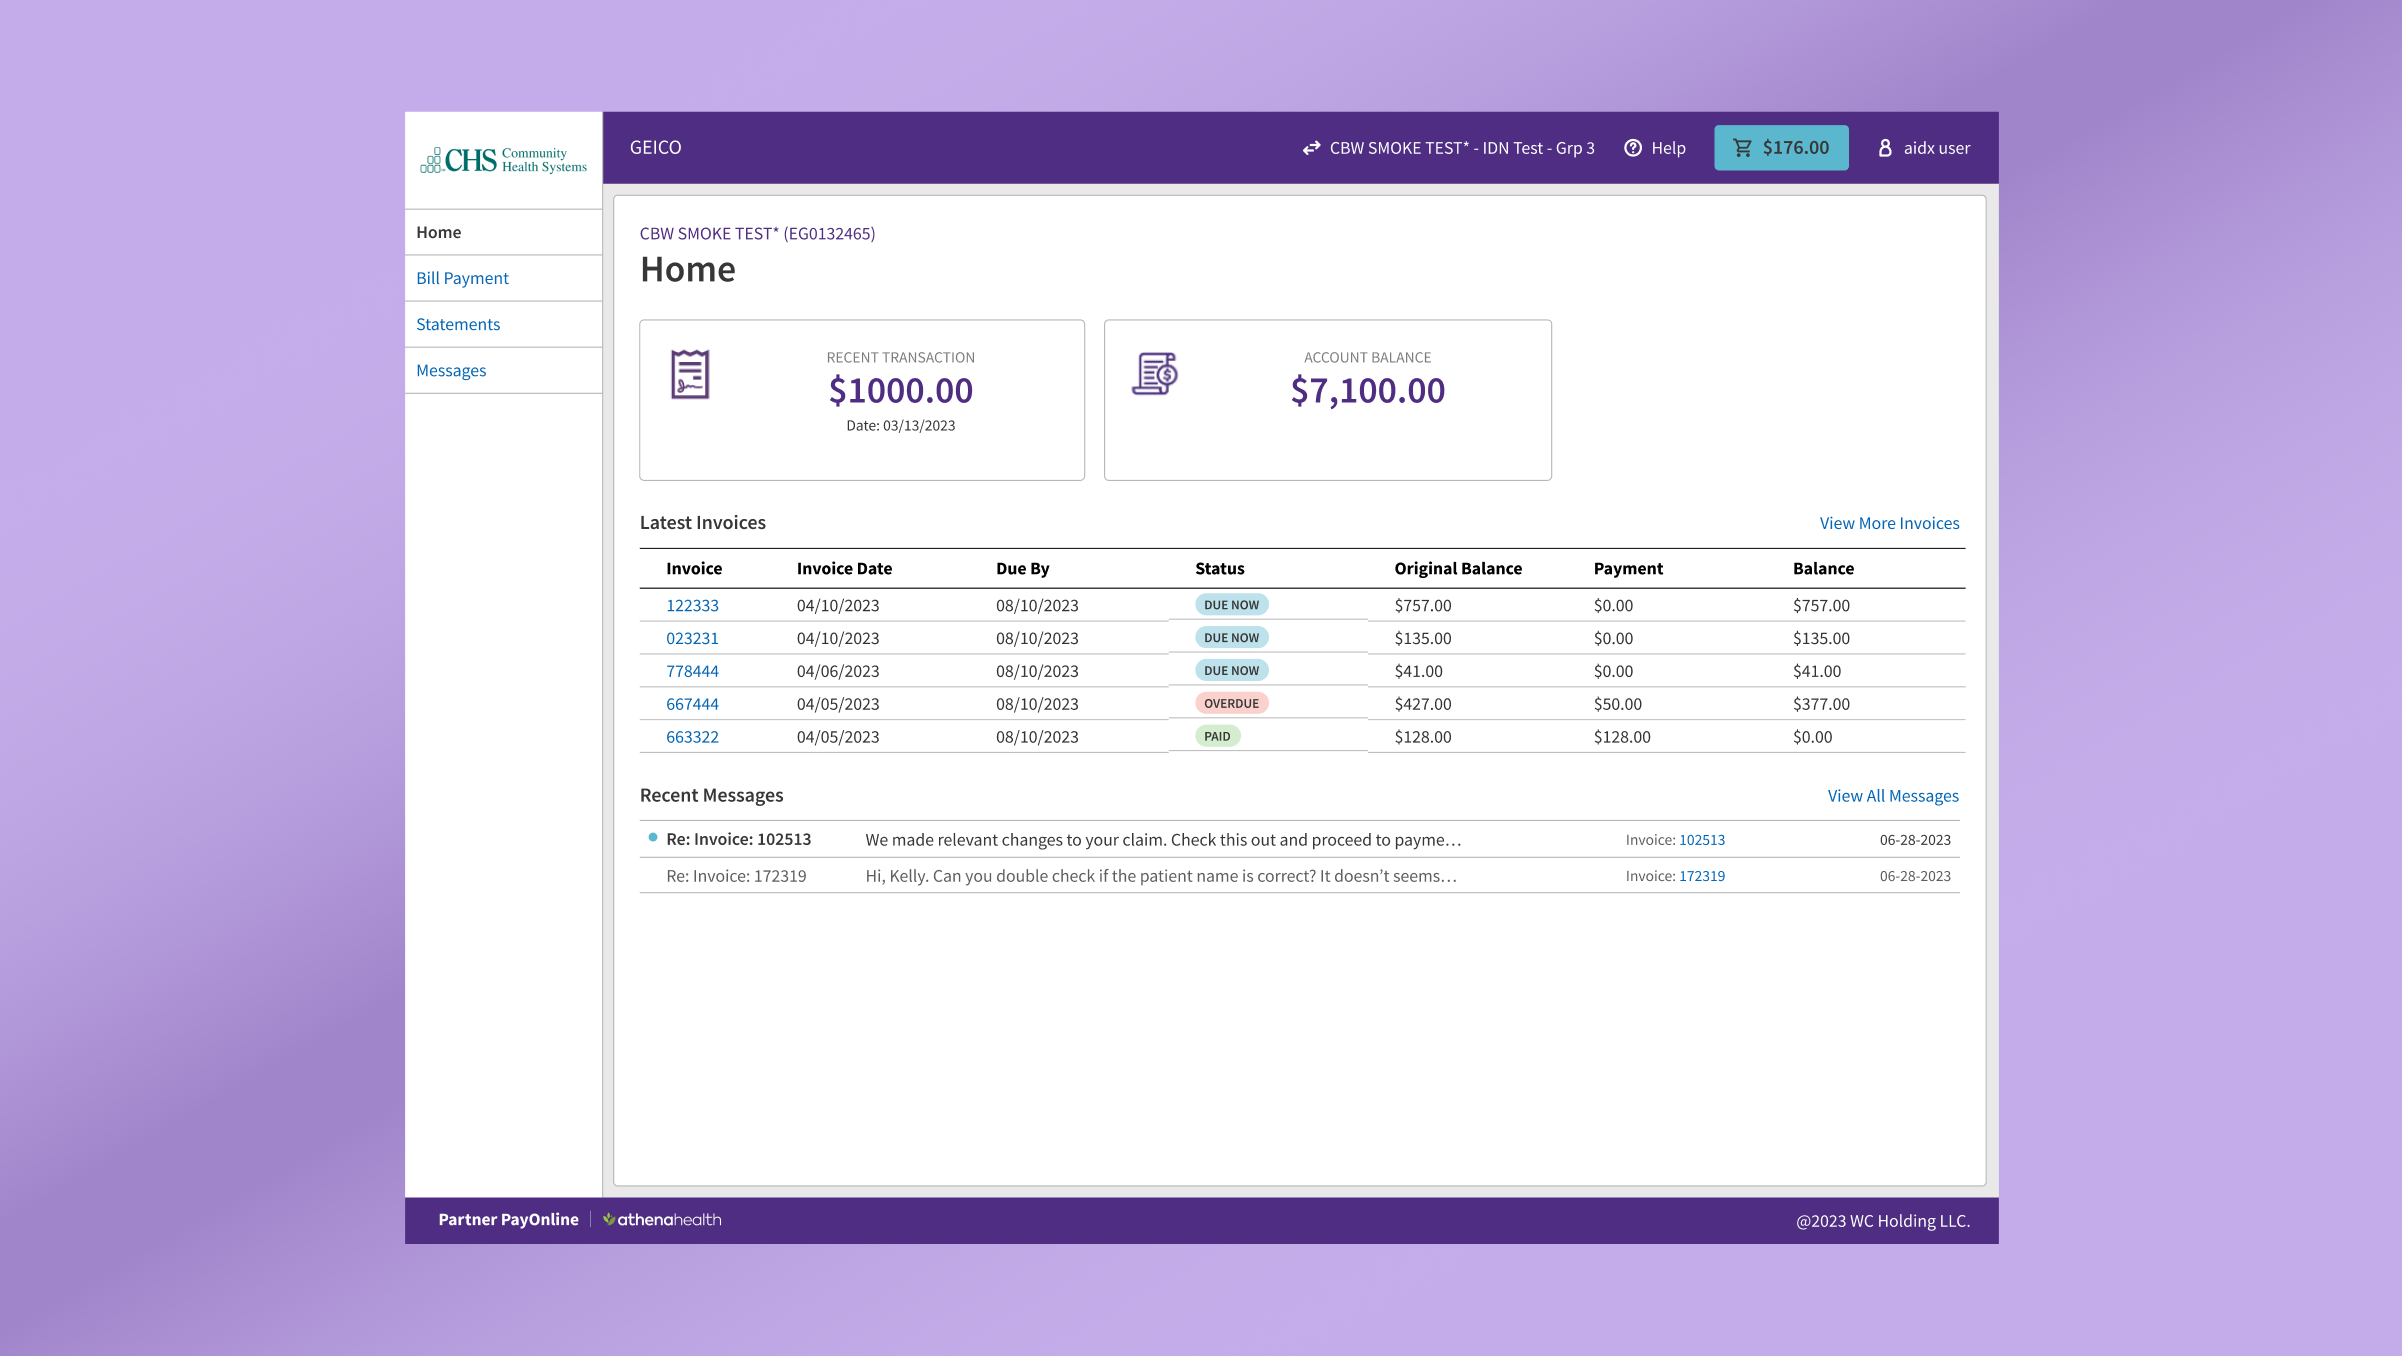 CHS Community Health Systems
GEICO
CBW SMOKE TEST* - IDN Test - Grp 3
Help
$176.00
aidx user
Home
Bill Payment
Statements
Messages
CBW SMOKE TEST* (EG0132465)
Home
RECENT TRANSACTION
$1000.00
Date: 03/13/2023
ACCOUNT BALANCE
$7,100.00
Latest Invoices
View More Invoices
Invoice Invoice Date Due By Status Original Balance Payment Balance
122333 04/10/2023 08/10/2023 DUE NOW $757.00 $0.00 $757.00
023231 04/10/2023 08/10/2023 DUE NOW $135.00 $0.00 $135.00
778444 04/06/2023 08/10/2023 DUE NOW $41.00 $0.00 $41.00
667444 04/05/2023 08/10/2023 OVERDUE $427.00 $50.00 $377.00
663322 04/05/2023 08/10/2023 PAID $128.00 $128.00 $0.00
Recent Messages
View All Messages
Re: Invoice: 102513 We made relevant changes to your claim. Check this out and proceed to payme... Invoice: 102513 06-28-2023
Re: Invoice: 172319 Hi, Kelly. Can you double check if the patient name is correct? It doesn’t seems... Invoice: 172319 06-28-2023
Partner PayOnline
athenahealth
@2023 WC Holding LLC.